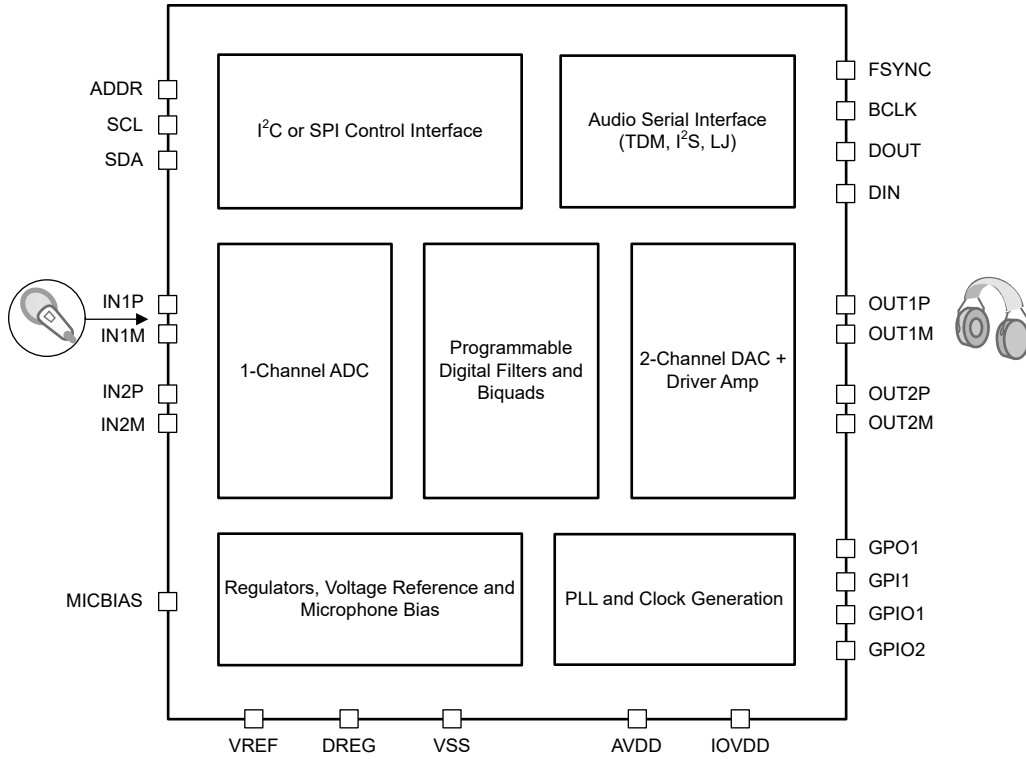 ADDR
SCL
SDA
I²C or SPI Control Interface
Audio Serial Interface
(TDM, I²S, LJ)
FSYNC
BCLK
DOUT
DIN
IN1P
IN1M
IN2P
IN2M
1-Channel ADC
Programmable
Digital Filters and
Biquads
2-Channel DAC +
Driver Amp
OUT1P
OUT1M
OUT2P
OUT2M
MICBIAS
Regulators, Voltage Reference and
Microphone Bias
PLL and Clock Generation
GPO1
GPI1
GPIO1
GPIO2
VREF
DREG
VSS
AVDD
IOVDD